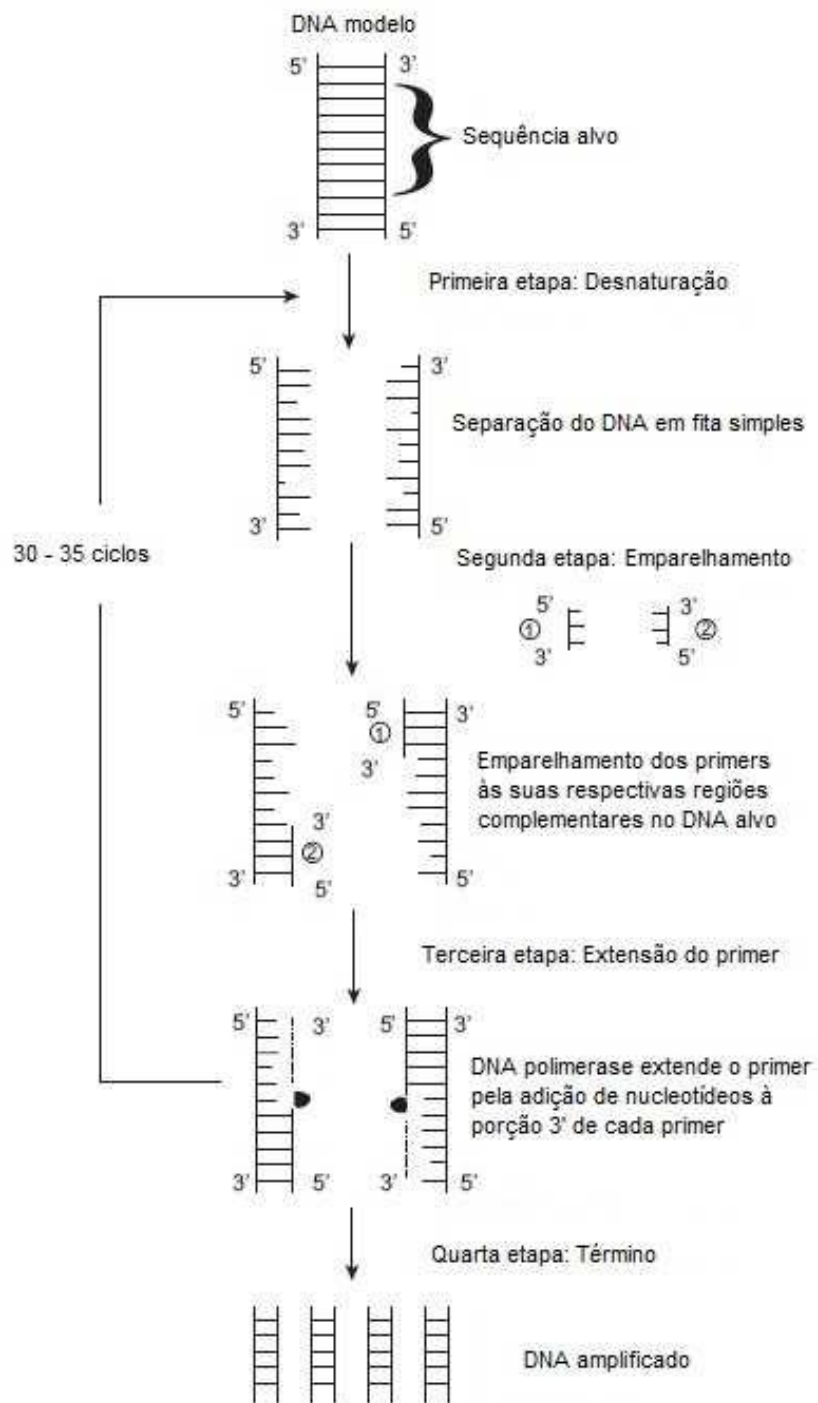 DNA modelo
5' 3'
Sequência alvo
3' 5'
Primeira etapa: Desnaturação
5' 3'
Separação do DNA em fita simples
3' 5'
30 - 35 ciclos
Segunda etapa: Emparelhamento
5' 3'
① ②
3' 5'
5' 5' 3'
①
3'
Emparelhamento dos primers
às suas respectivas regiões
complementares no DNA alvo
3'
②
3' 5' 5'
Terceira etapa: Extensão do primer
5' 3' 5' 3'
DNA polimerase extende o primer
pela adição de nucleotídeos à
porção 3' de cada primer
3' 5' 3' 5'
Quarta etapa: Término
DNA amplificado